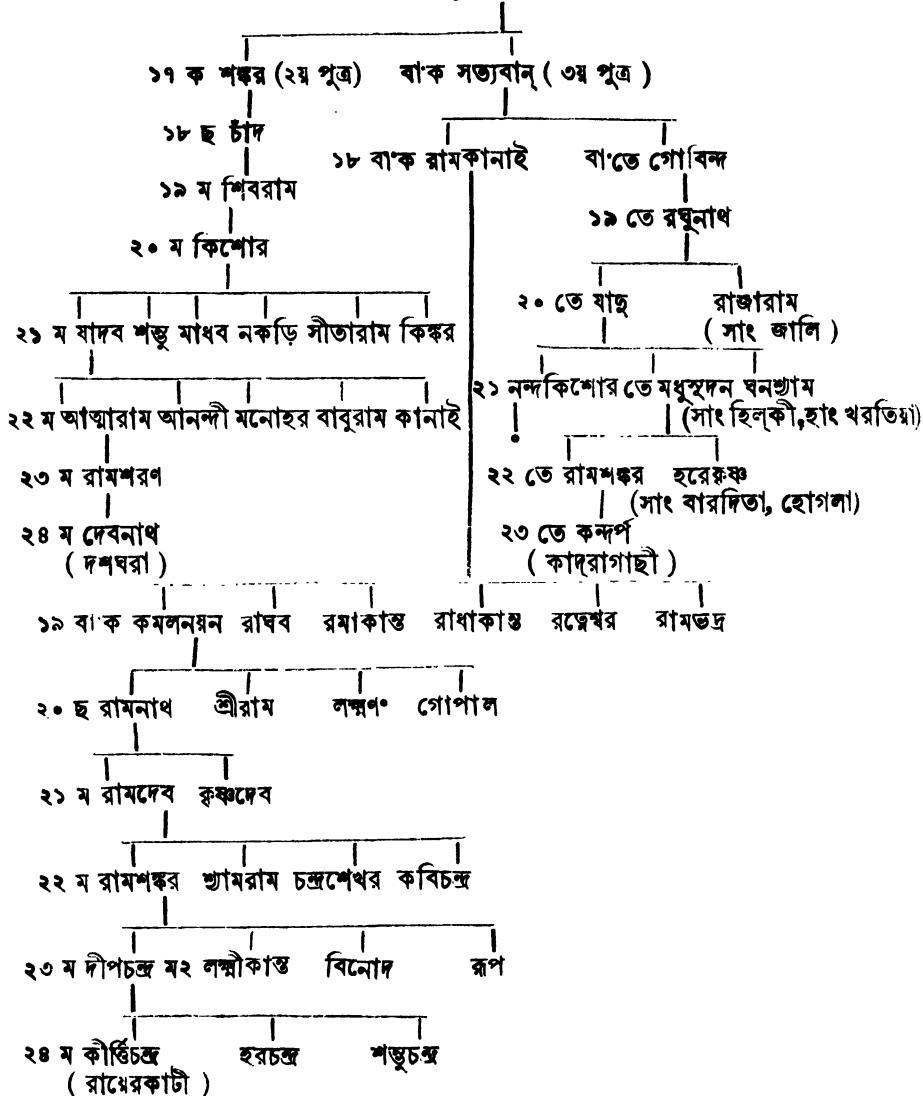 ১৭ ক শঙ্কর (২য় পুত্র) বা·ক সত্যবান্ ( ৩য় পুত্র )
১৮ ছ চাঁদ
১৮ বা·ক রামকানাই বা·তে গোবিন্দ
১৯ ম শিবরাম
১৯ তে রঘুনাথ
২০ ম কিশোর
২০ তে যাদু রাজারাম
( সাং জালি )
২১ ম যাদব শম্ভু মাধব নকড়ি সীতারাম কিঙ্কর
২১ নন্দকিশোর তে মধুসূদন ঘনশ্যাম
(সাং হিল্‌কী, হাং খরতিয়া)
২২ ম আত্মারাম আনন্দী মনোহর বাবুরাম কানাই
২২ তে রামশঙ্কর হরেকৃষ্ণ
(সাং বারদিতা, হোগলা)
২৩ ম রামশরণ
২৩ তে কন্দর্প
( কাদ্‌রাগাছী )
২৪ ম দেবনাথ
( দশঘরা )
১৯ বা·ক কমলনয়ন রাঘব রমাকান্ত রাধাকান্ত রত্নেশ্বর রামভদ্র
২০ ছ রামনাথ শ্রীরাম লক্ষ্মণ· গোপাল
২১ ম রামদেব কৃষ্ণদেব
২২ ম রামশঙ্কর শ্যামরাম চন্দ্রশেখর কবিচন্দ্র
২৩ ম দীপচন্দ্র ম২ লক্ষ্মীকান্ত বিনোদ রূপ
২৪ ম কীর্ত্তিচন্দ্র হরচন্দ্র শম্ভুচন্দ্র
( রায়েরকাটী )